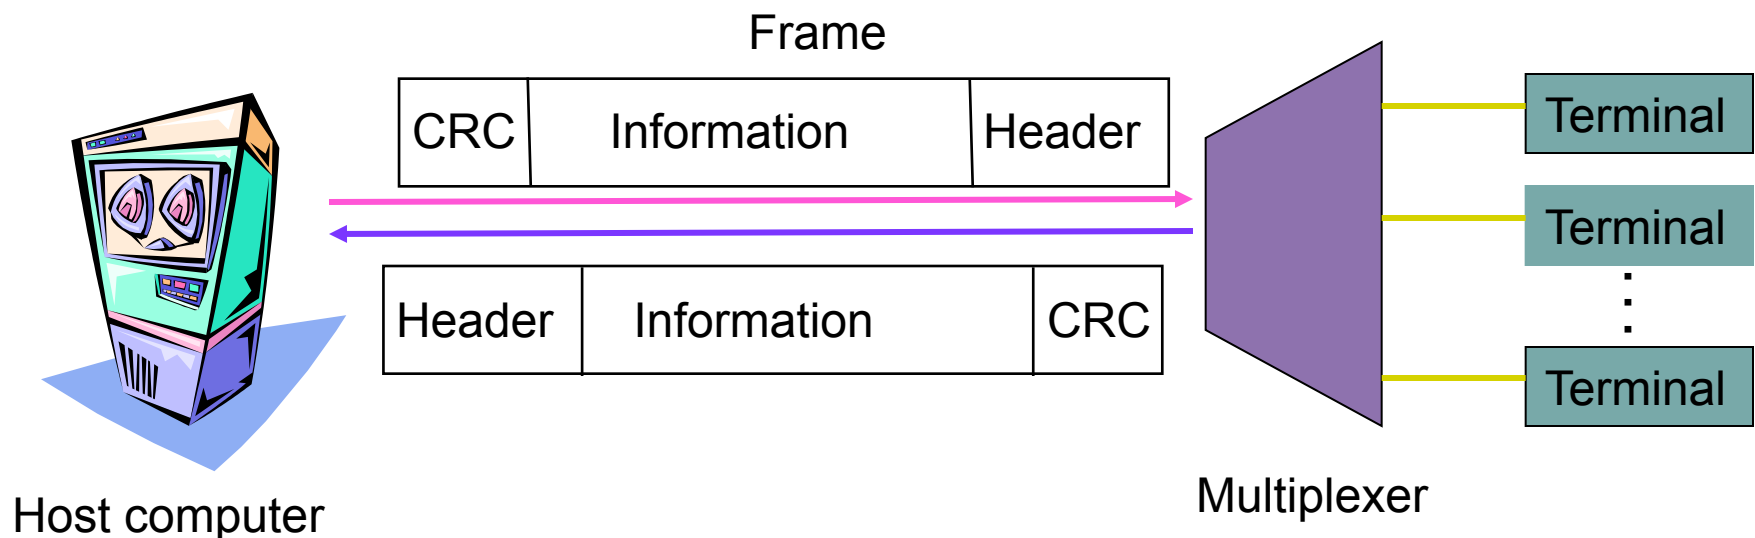 Frame
CRC Information Header
Header Information CRC
Terminal
Terminal
Terminal
Host computer
Multiplexer